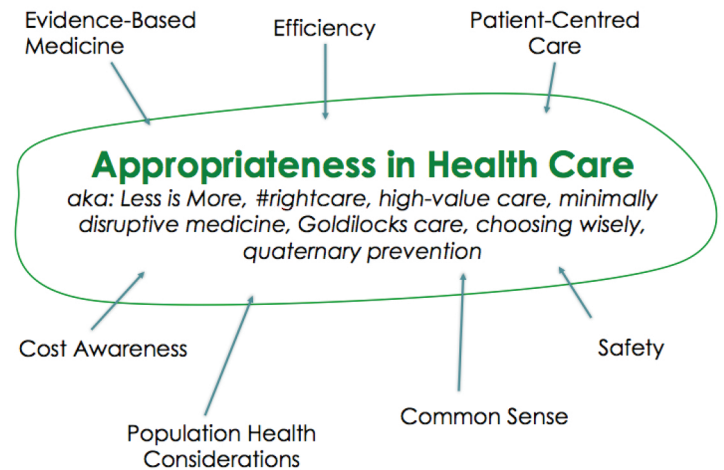 Evidence-Based
Medicine
Efficiency
Patient-Centred
Care
Appropriateness in Health Care
aka: Less is More, #rightcare, high-value care, minimally
disruptive medicine, Goldilocks care, choosing wisely,
quaternary prevention
Cost Awareness
Safety
Common Sense
Population Health
Considerations